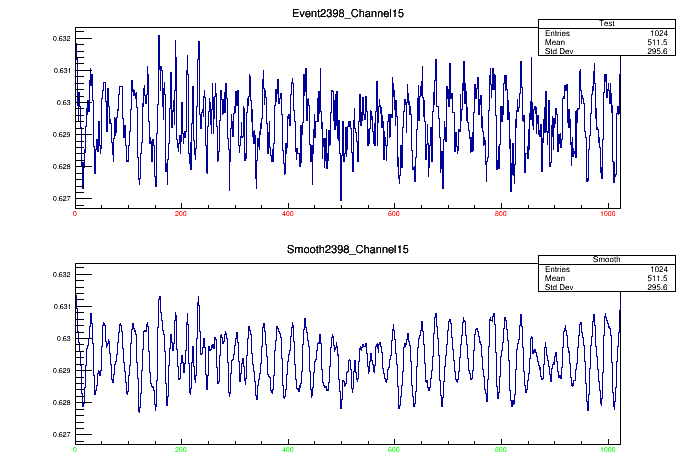 Event2398_Channel15
Test
Entries 1024
Mean 511.5
Std Dev 295.6
0.632
0.631
0.63
0.629
0.628
0.627
0 200 400 600 800 1000
Smooth2398_Channel15
Smooth
Entries 1024
Mean 511.5
Std Dev 295.6
0.632
0.631
0.63
0.629
0.628
0.627
0 200 400 600 800 1000